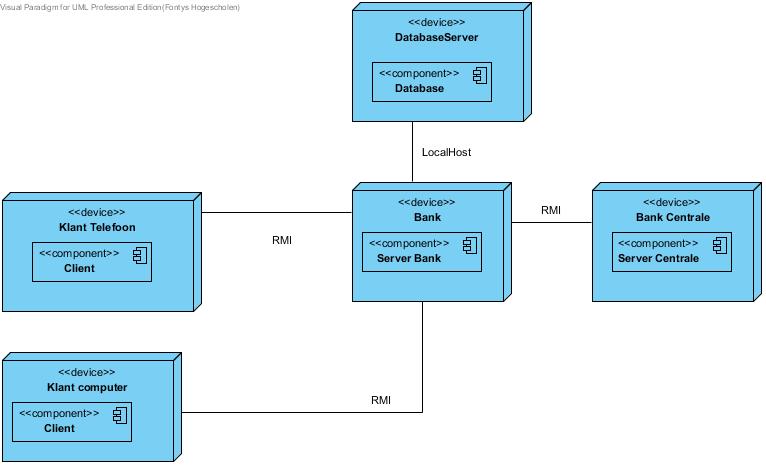 Visual Paradigm for UML Professional Edition(Fontys Hogescholen)
<<device>>
DatabaseServer
<<component>>
Database
LocalHost
<<device>>
Klant Telefoon
<<component>>
Client
RMI
<<device>>
Bank
<<component>>
Server Bank
RMI
<<device>>
Bank Centrale
<<component>>
Server Centrale
<<device>>
Klant computer
<<component>>
Client
RMI